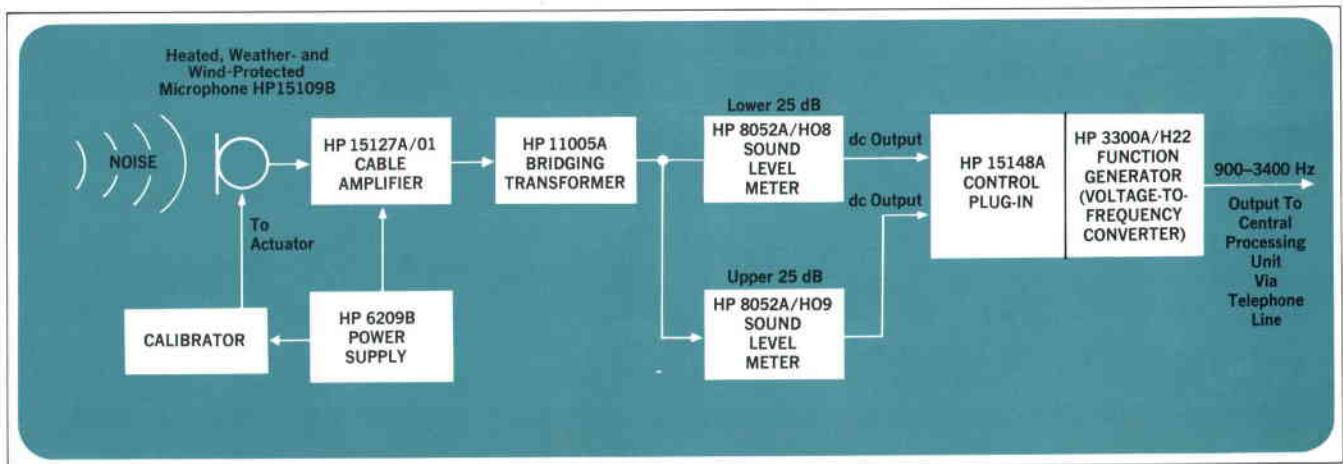 Heated, Weather- and
Wind-Protected
Microphone HP15109B
NOISE
To
Actuator
CALIBRATOR
HP 15127A/01
CABLE
AMPLIFIER
HP 6209B
POWER
SUPPLY
HP 11005A
BRIDGING
TRANSFORMER
Lower 25 dB
HP 8052A/HO8
SOUND
LEVEL
METER
dc Output
Upper 25 dB
HP 8052A/HO9
SOUND
LEVEL
METER
dc Output
HP 15148A
CONTROL
PLUG-IN
HP 3300A/H22
FUNCTION
GENERATOR
(VOLTAGE-TO-
FREQUENCY
CONVERTER)
900–3400 Hz
Output To
Central
Processing
Unit
Via
Telephone
Line